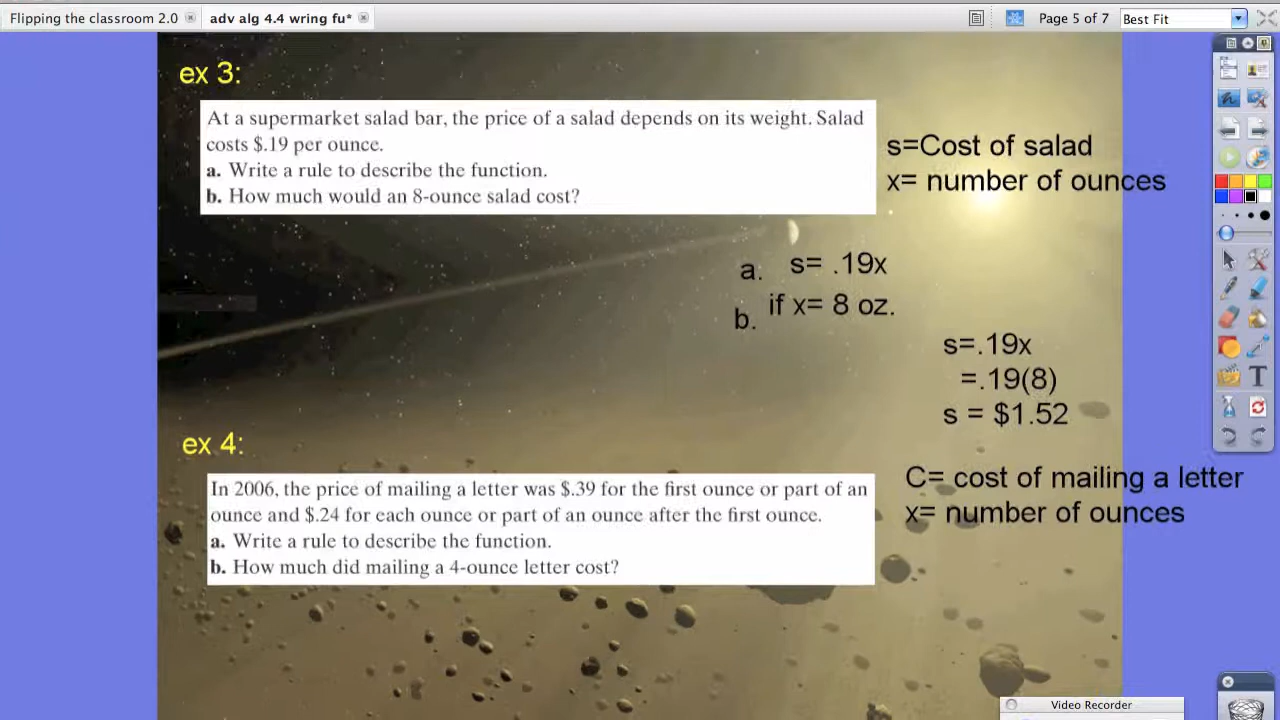 Flipping the classroom 2.0
adv alg 4.4 wring fu*
Page 5 of 7
Best Fit
ex 3:
At a supermarket salad bar, the price of a salad depends on its weight. Salad
costs $.19 per ounce.
a. Write a rule to describe the function.
b. How much would an 8-ounce salad cost?
s=Cost of salad
x= number of ounces
a. s= .19x
b. if x= 8 oz.
s=.19x
=.19(8)
s = $1.52
ex 4:
In 2006, the price of mailing a letter was $.39 for the first ounce or part of an
ounce and $.24 for each ounce or part of an ounce after the first ounce.
a. Write a rule to describe the function.
b. How much did mailing a 4-ounce letter cost?
C= cost of mailing a letter
x= number of ounces
T
Video Recorder